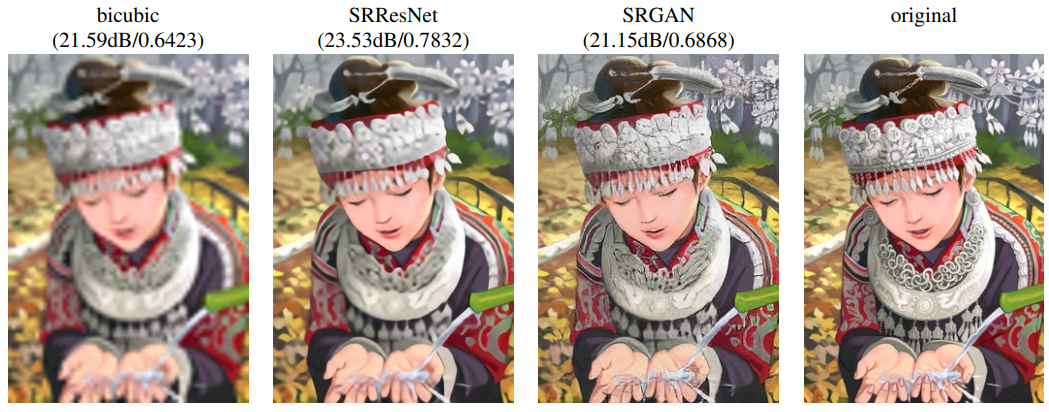 bicubic
(21.59dB/0.6423)
SRResNet
(23.53dB/0.7832)
SRGAN
(21.15dB/0.6868)
original